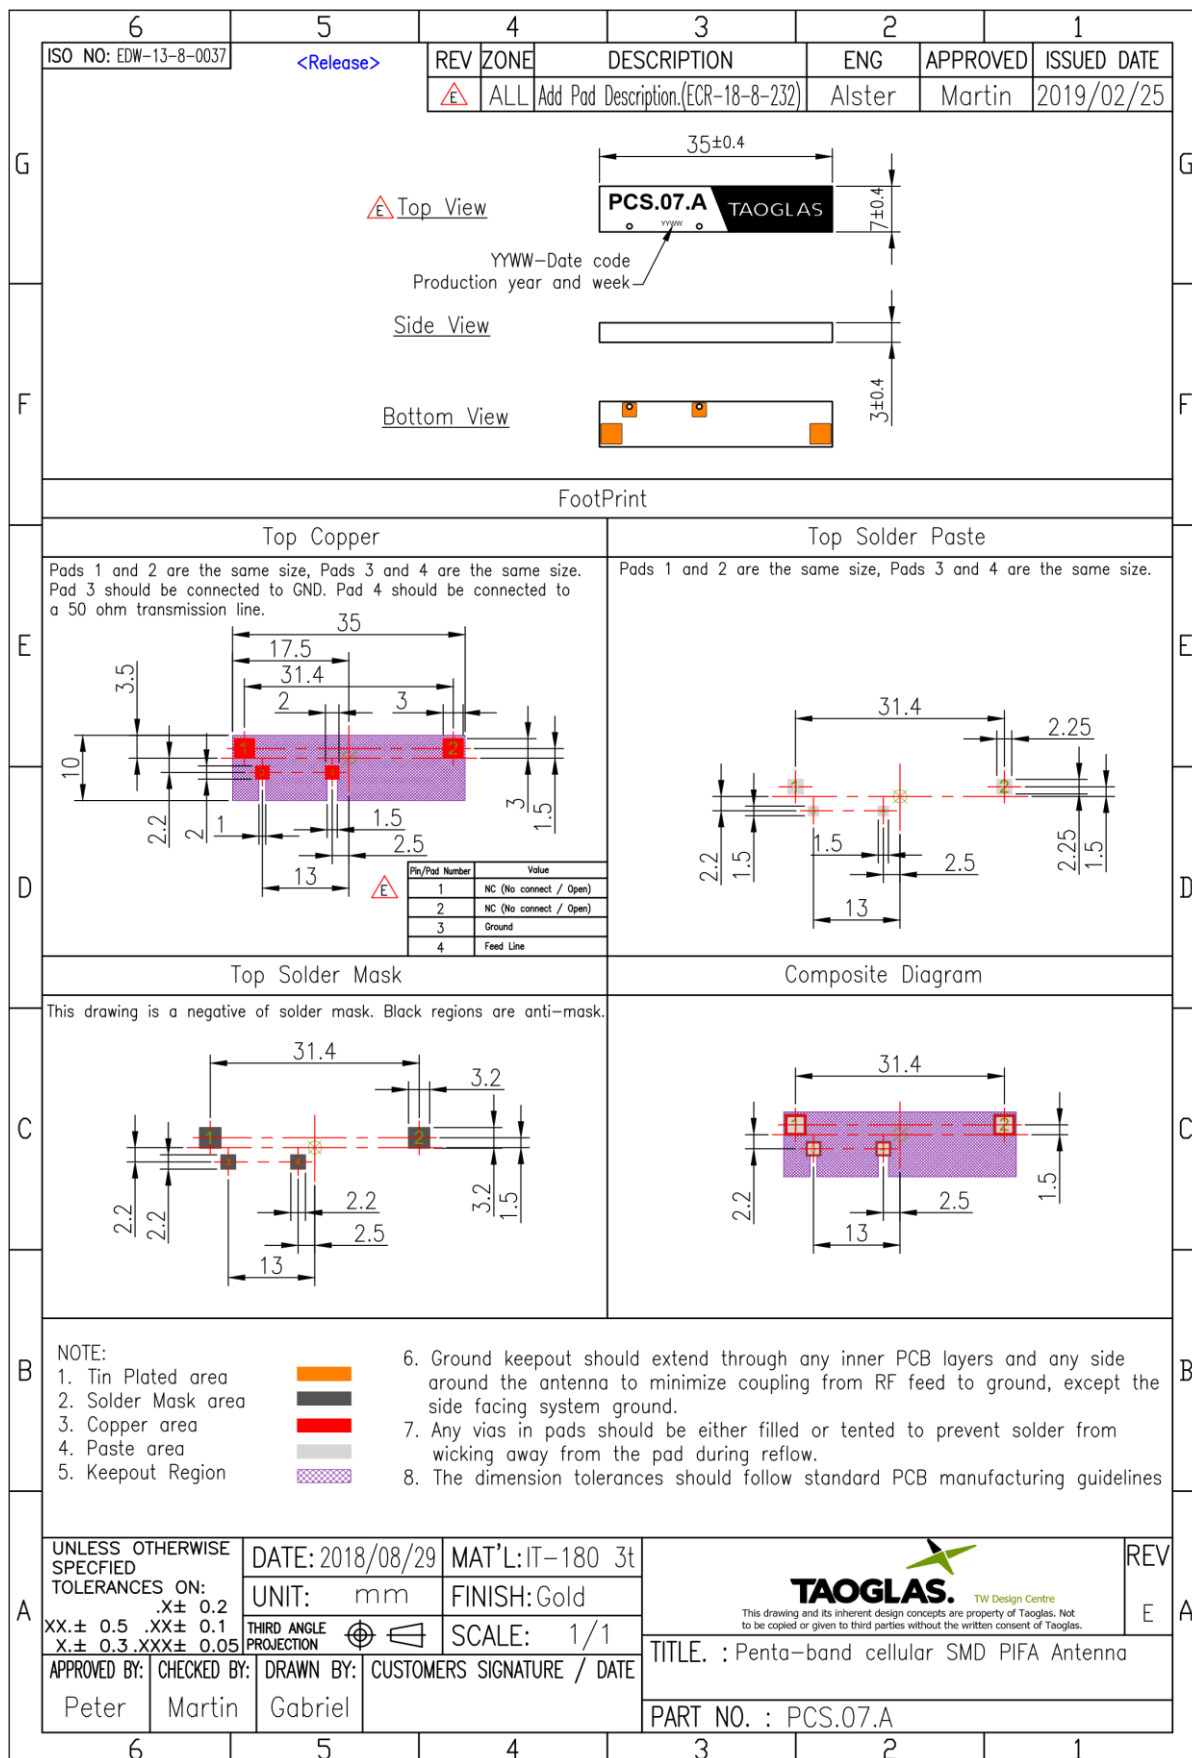 6 5 4 3 2 1
ISO NO: EDW-13-8-0037
<Release>
REV ZONE DESCRIPTION ENG APPROVED ISSUED DATE
E ALL Add Pad Description.(ECR-18-8-232) Alster Martin 2019/02/25
G G
35±0.4
E Top View
PCS.07.A TAOGLAS
YYWW
7±0.4
YYWW-Date code
Production year and week
Side View
3±0.4
F F
Bottom View
FootPrint
Top Copper
Pads 1 and 2 are the same size, Pads 3 and 4 are the same size.
Pad 3 should be connected to GND. Pad 4 should be connected to
a 50 ohm transmission line.
E
35
17.5
31.4
3.5
2 3
1 2
10
2.2
2
1
1.5
2.5
3
1.5
13
E
Pin/Pad Number Value
1 NC (No connect / Open)
2 NC (No connect / Open)
3 Ground
4 Feed Line
Top Solder Paste
Pads 1 and 2 are the same size, Pads 3 and 4 are the same size.
E
31.4
2.25
1 2
2.2
1.5
1.5
2.5
2.25
1.5
13
D D
Top Solder Mask
This drawing is a negative of solder mask. Black regions are anti-mask.
31.4
3.2
1 2
2.2
2.2
2.2
2.5
3.2
1.5
13
Composite Diagram
31.4
1 2
2.2
2.5
1.5
13
C C
NOTE:
1. Tin Plated area
2. Solder Mask area
3. Copper area
4. Paste area
5. Keepout Region
6. Ground keepout should extend through any inner PCB layers and any side
around the antenna to minimize coupling from RF feed to ground, except the
side facing system ground.
7. Any vias in pads should be either filled or tented to prevent solder from
wicking away from the pad during reflow.
8. The dimension tolerances should follow standard PCB manufacturing guidelines
B B
UNLESS OTHERWISE
SPECFIED
TOLERANCES ON:
.X± 0.2
XX.± 0.5 .XX± 0.1
X.± 0.3 .XXX± 0.05
DATE: 2018/08/29
MAT'L: IT-180 3t
UNIT: mm
FINISH: Gold
THIRD ANGLE
PROJECTION
SCALE: 1/1
TAOGLAS.
TW Design Centre
This drawing and its inherent design concepts are property of Taoglas. Not
to be copied or given to third parties without the written consent of Taoglas.
REV
E
A A
TITLE. : Penta-band cellular SMD PIFA Antenna
APPROVED BY: CHECKED BY: DRAWN BY: CUSTOMERS SIGNATURE / DATE
Peter Martin Gabriel
PART NO. : PCS.07.A
6 5 4 3 2 1